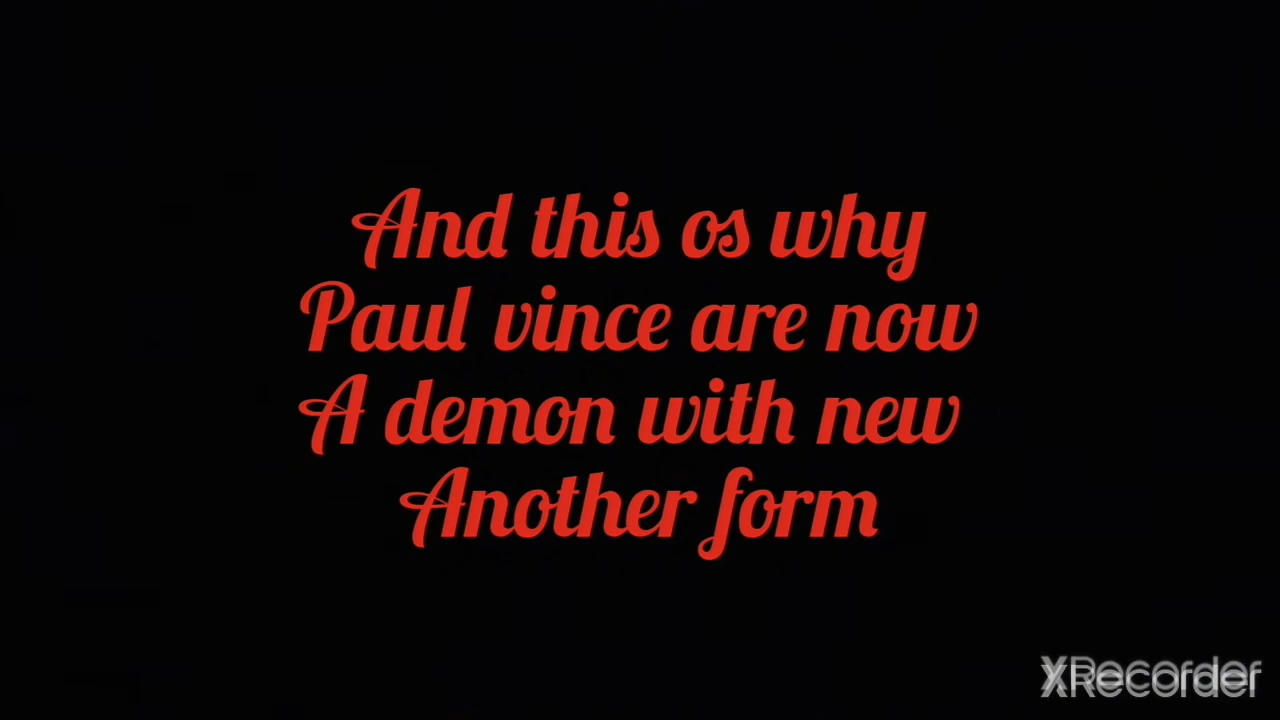 And this os why
Paul vince are now
A demon with new
Another form
XRecorder